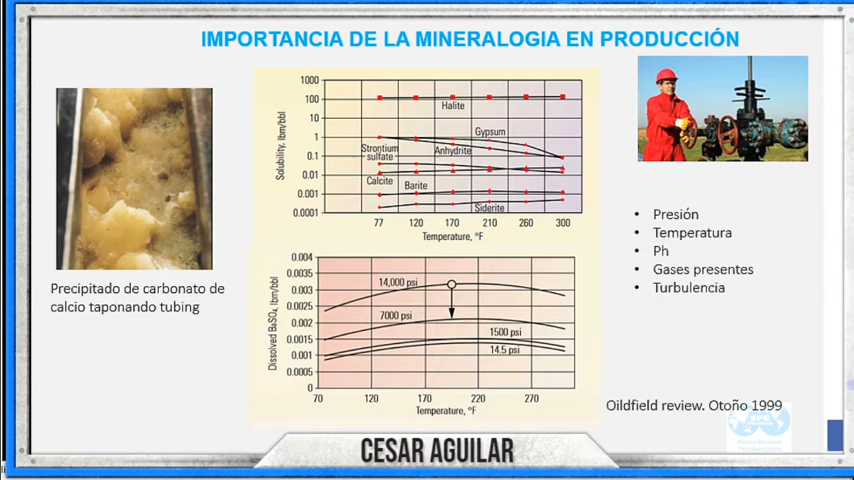 IMPORTANCIA DE LA MINERALOGIA EN PRODUCCIÓN
Precipitado de carbonato de
calcio taponando tubing
Solubility, lbm/bbl
1000
100
10
1
0.1
0.01
0.001
0.0001
Halite
Gypsum
Strontium
sulfate
Anhydrite
Calcite
Barite
Siderite
77 120 170 210 256 300
Temperature, °F
Dissolved BaSO₄, lbm/bbl
0.004
0.0035
0.003
0.0025
0.002
0.0015
0.001
0.0005
0
14,000 psi
7000 psi
1500 psi
14.5 psi
70 120 170 220 270
Temperature, °F
• Presión
• Temperatura
• Ph
• Gases presentes
• Turbulencia
Oildfield review. Otoño 1999
SPE
CESAR AGUILAR